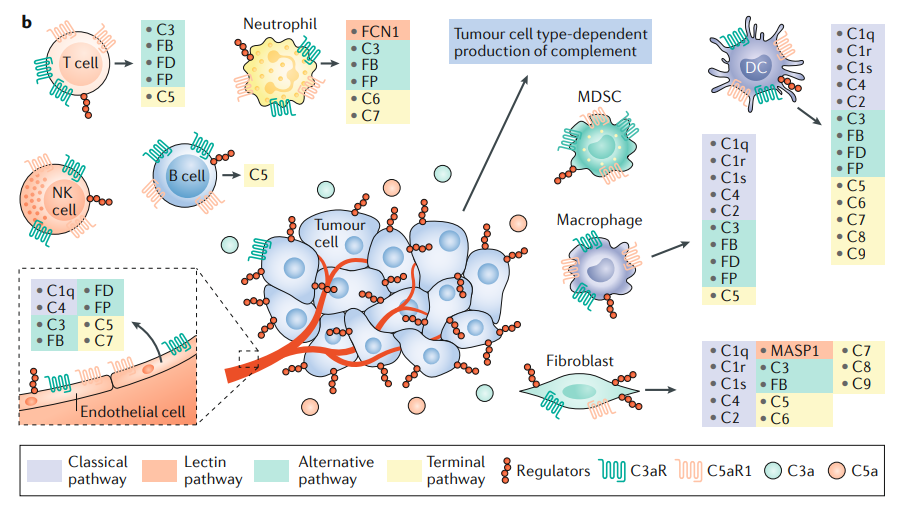 b
T cell
• C3
• FB
• FD
• FP
• C5
Neutrophil
• FCN1
• C3
• FB
• FP
• C6
• C7
Tumour cell type-dependent
production of complement
DC
• C1q
• C1r
• C1s
• C4
• C2
• C3
• FB
• FD
• FP
• C5
• C6
• C7
• C8
• C9
MDSC
NK
cell
B cell
• C5
Tumour
cell
Macrophage
• C1q
• C1r
• C1s
• C4
• C2
• C3
• FB
• FD
• FP
• C5
• C1q
• C4
• C3
• FB
• FD
• FP
• C5
• C7
Endothelial cell
Fibroblast
• C1q
• C1r
• C1s
• C4
• C2
• MASP1
• C3
• FB
• C5
• C6
• C7
• C8
• C9
Classical
pathway
Lectin
pathway
Alternative
pathway
Terminal
pathway
Regulators
C3aR
C5aR1
C3a
C5a